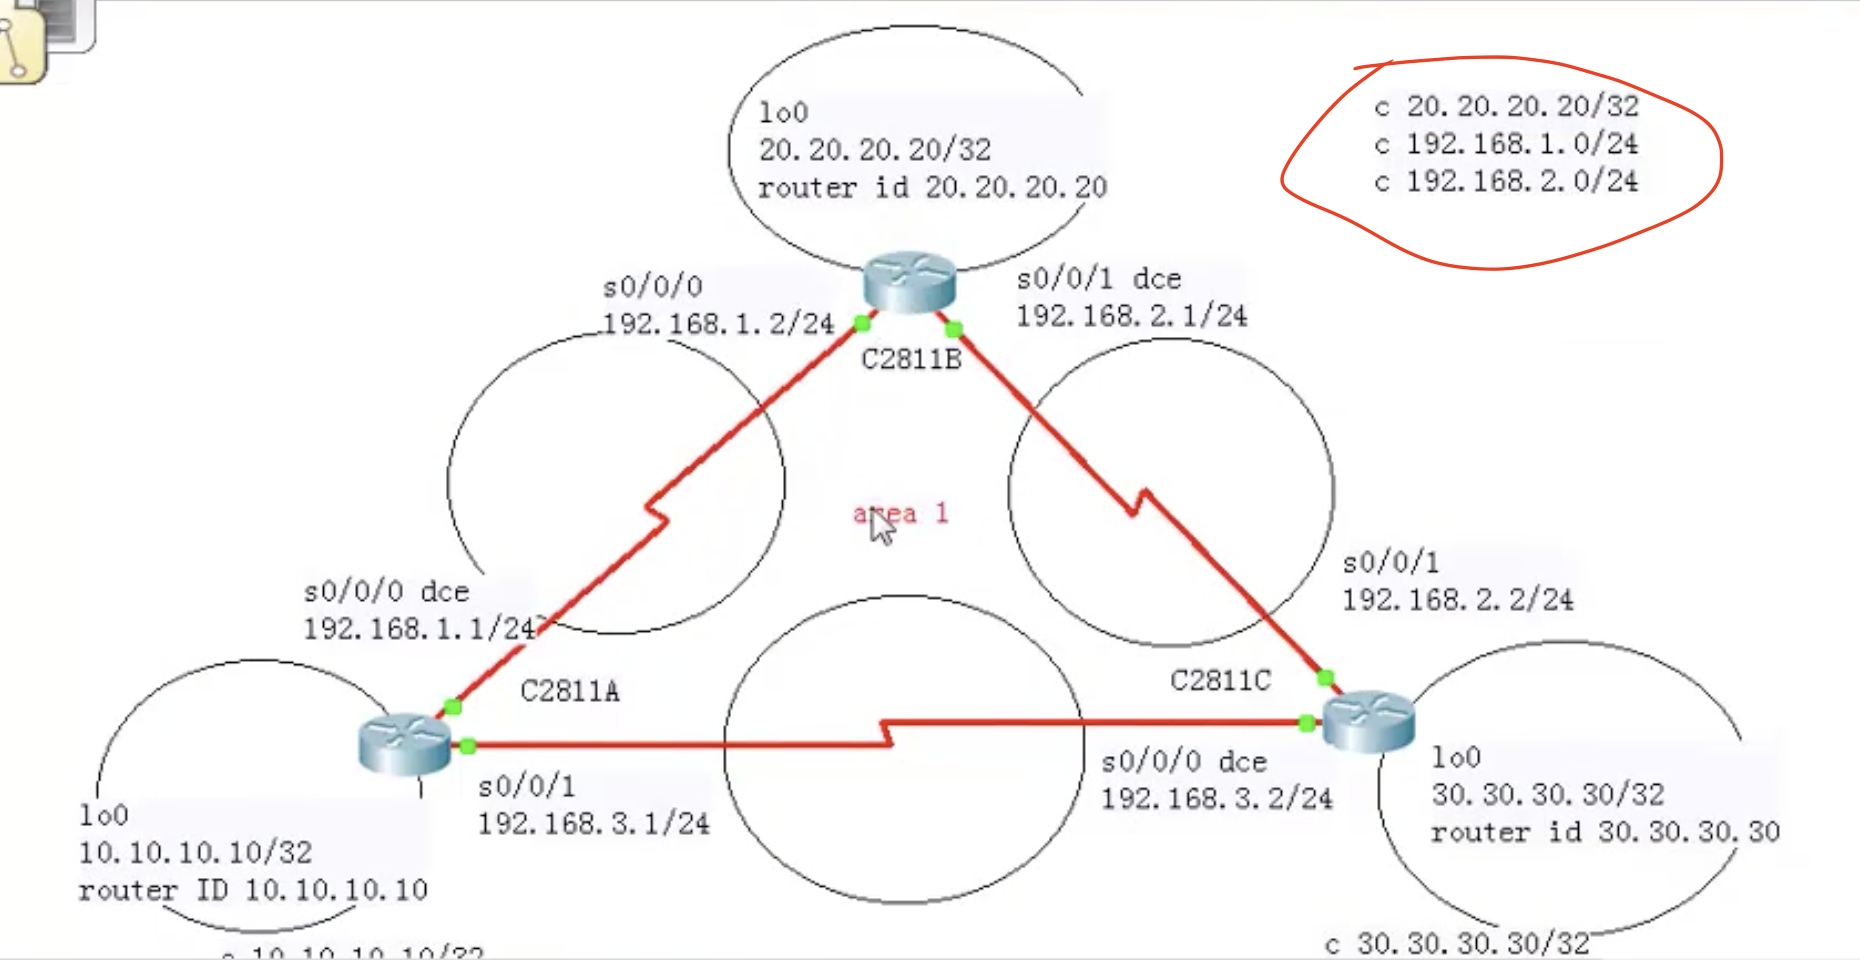 lo0
20.20.20.20/32
router id 20.20.20.20
c 20.20.20.20/32
c 192.168.1.0/24
c 192.168.2.0/24
s0/0/0
192.168.1.2/24
s0/0/1 dce
192.168.2.1/24
C2811B
area 1
s0/0/0 dce
192.168.1.1/24
s0/0/1
192.168.2.2/24
C2811A
C2811C
s0/0/1
192.168.3.1/24
s0/0/0 dce
192.168.3.2/24
lo0
10.10.10.10/32
router ID 10.10.10.10
lo0
30.30.30.30/32
router id 30.30.30.30
c 10.10.10.10/32
c 30.30.30.30/32